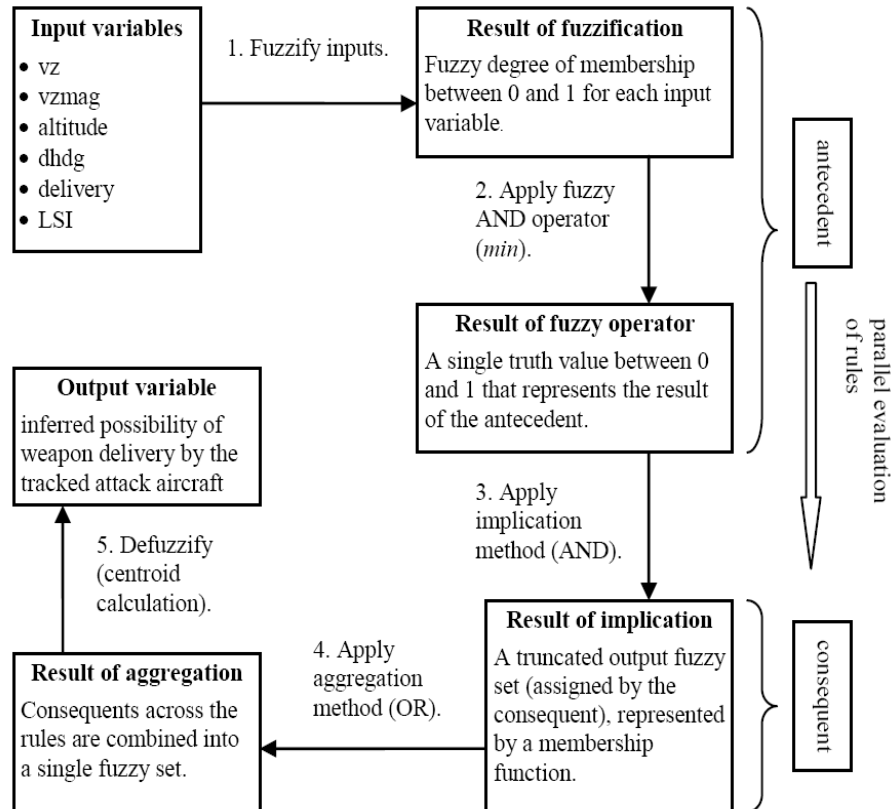 Input variables
• vz
• vzmag
• altitude
• dhdg
• delivery
• LSI
1. Fuzzify inputs.
Result of fuzzification
Fuzzy degree of membership
between 0 and 1 for each input
variable.
2. Apply fuzzy
AND operator
(min).
antecedent
Result of fuzzy operator
A single truth value between 0
and 1 that represents the result
of the antecedent.
parallel evaluation
of rules
3. Apply
implication
method (AND).
Result of implication
A truncated output fuzzy
set (assigned by the
consequent), represented
by a membership
function.
consequent
4. Apply
aggregation
method (OR).
Result of aggregation
Consequents across the
rules are combined into
a single fuzzy set.
5. Defuzzify
(centroid
calculation).
Output variable
inferred possibility of
weapon delivery by the
tracked attack aircraft